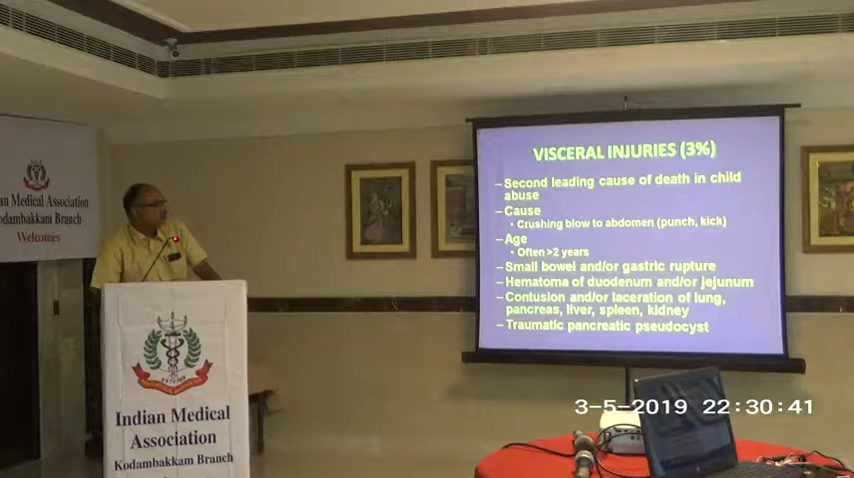 an Medical Association
odambakkam Branch
Welcomes
VISCERAL INJURIES (3%)
– Second leading cause of death in child
abuse
– Cause
• Crushing blow to abdomen (punch, kick)
– Age
• Often >2 years
– Small bowel and/or gastric rupture
– Hematoma of duodenum and/or jejunum
– Contusion and/or laceration of lung,
pancreas, liver, spleen, kidney
– Traumatic pancreatic pseudocyst
Indian Medical
Association
Kodambakkam Branch
3-5-2019 22:30:41